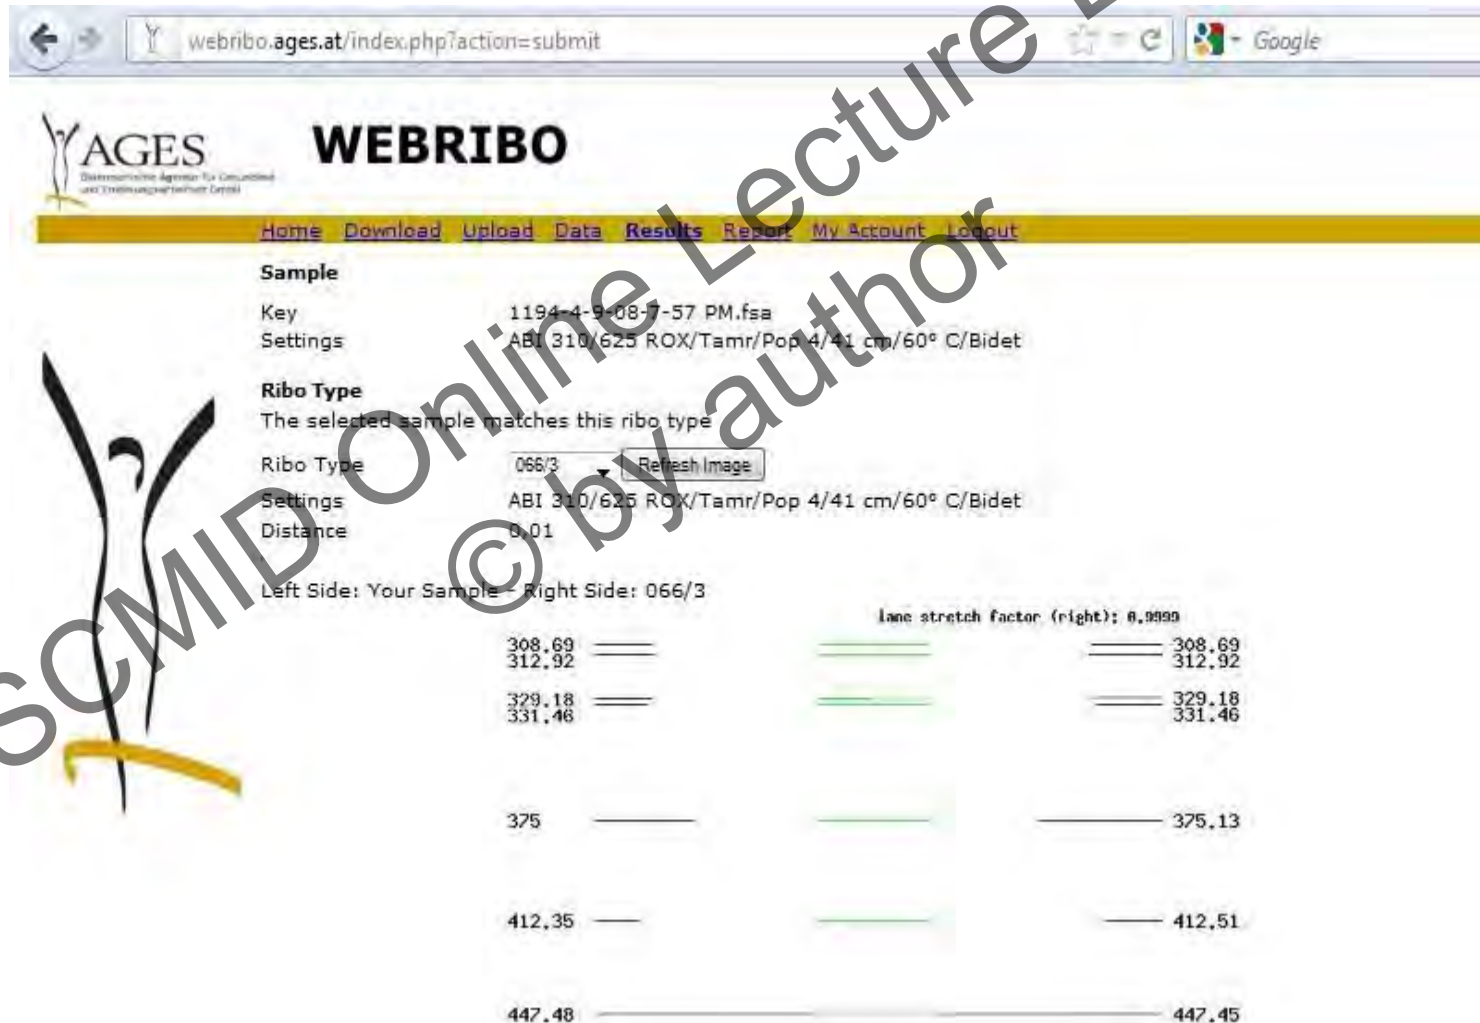 webribo.ages.at/index.php?action=submit
Google
AGES
WEBRIBO
Home Download Upload Data Results Report My Account Logout
Sample
Key 1194-4-9-08-7-57 PM.fsa
Settings ABI 310/625 ROX/Tamr/Pop 4/41 cm/60° C/Bidet
Ribo Type
The selected sample matches this ribo type
Ribo Type 066/3 Refresh Image
Settings ABI 310/625 ROX/Tamr/Pop 4/41 cm/60° C/Bidet
Distance 0,01
Left Side: Your Sample - Right Side: 066/3
lane stretch factor (right): 0.9999
308.69 308.69
312.92 312.92
329.18 329.18
331.46 331.46
375 375.13
412.35 412.51
447.48 447.45
SCMID Online Lecture
© by author